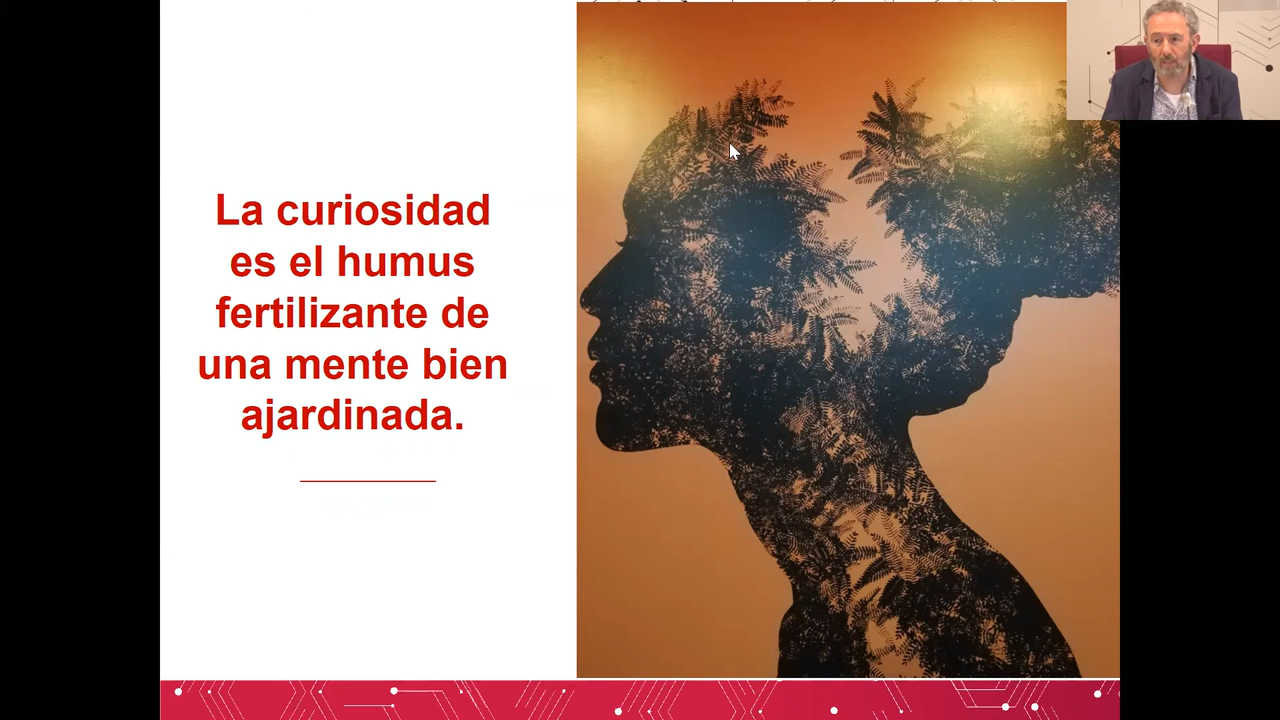 La curiosidad
es el humus
fertilizante de
una mente bien
ajardinada.